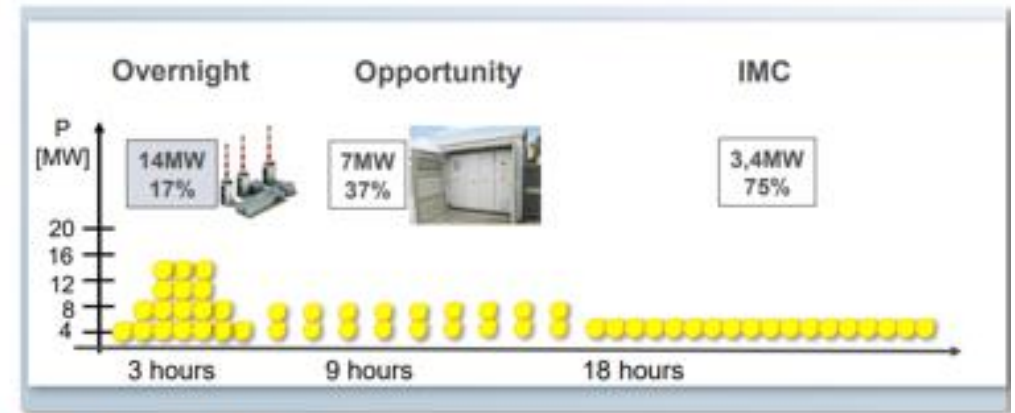 Overnight
Opportunity
IMC
P
[MW]
14MW
17%
7MW
37%
3,4MW
75%
20
16
12
8
4
3 hours
9 hours
18 hours